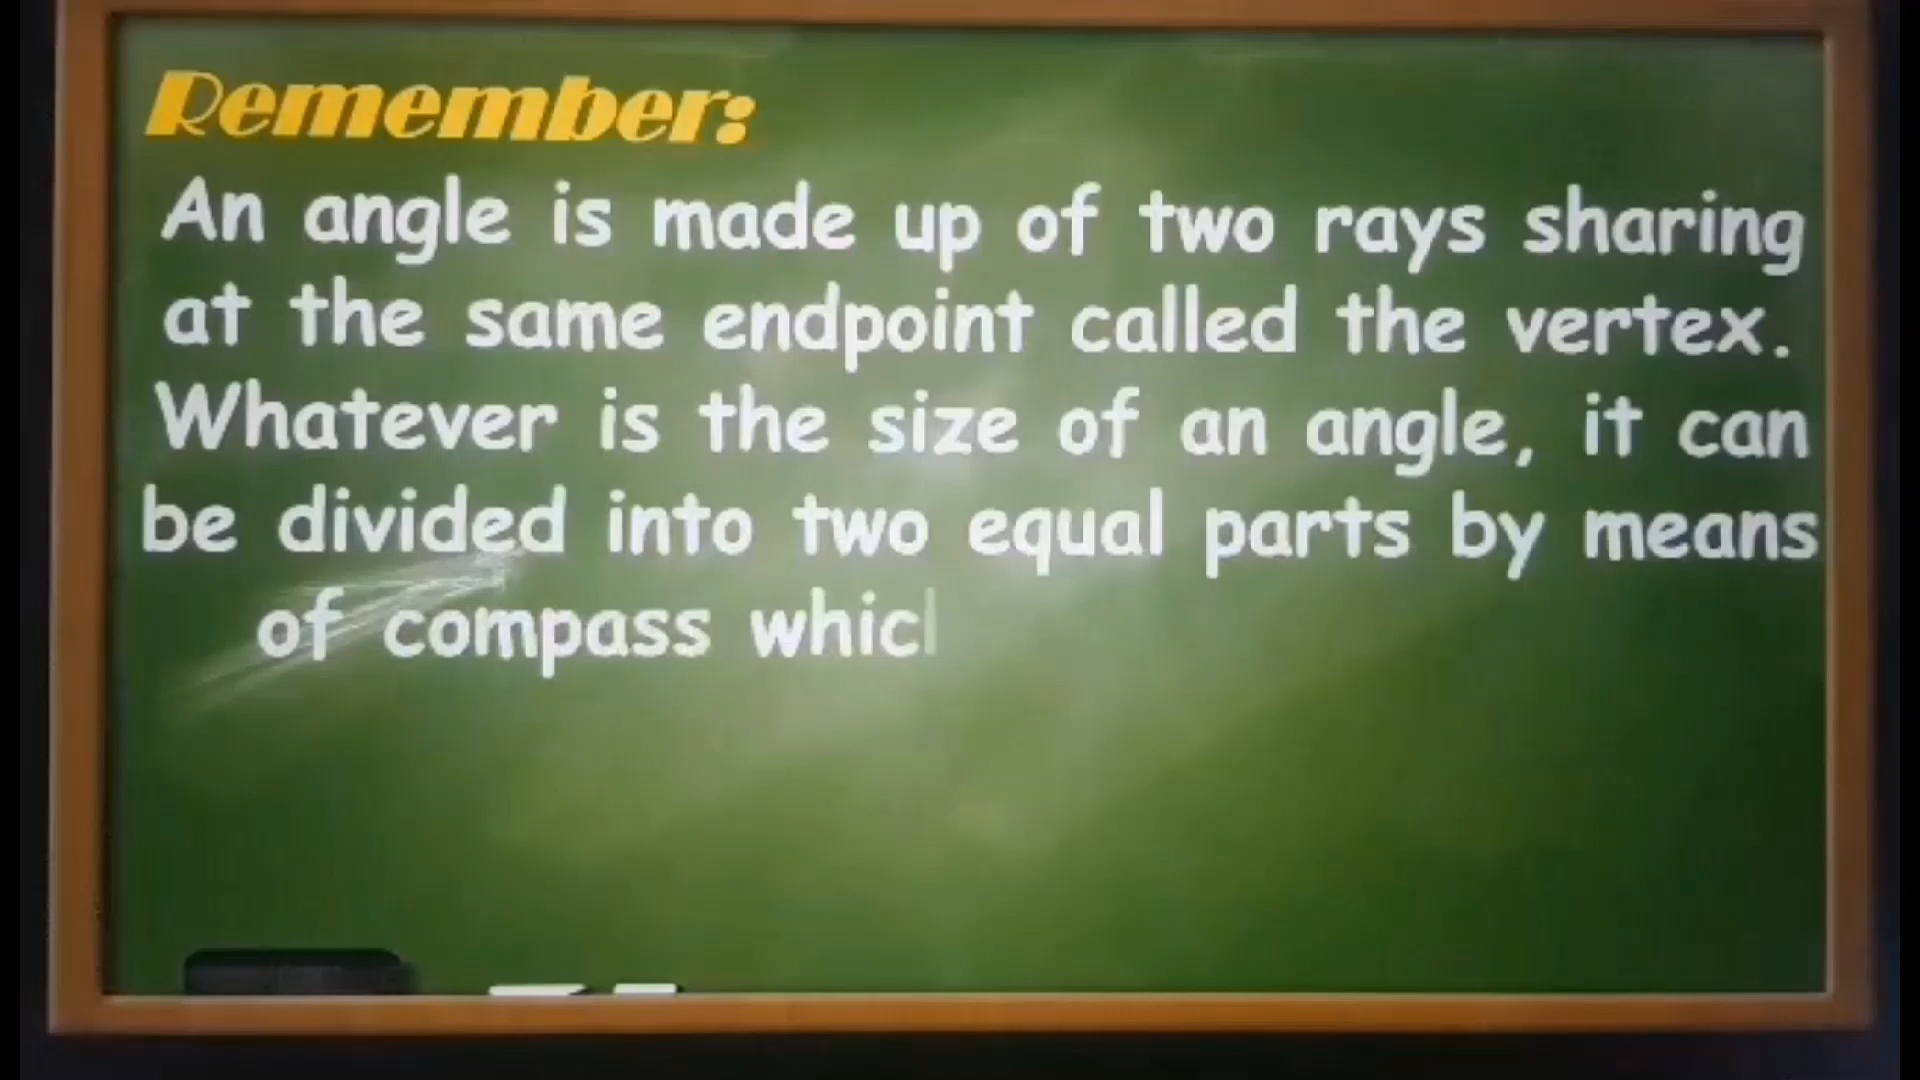 Remember:
An angle is made up of two rays sharing
at the same endpoint called the vertex.
Whatever is the size of an angle, it can
be divided into two equal parts by means
of compass whicl